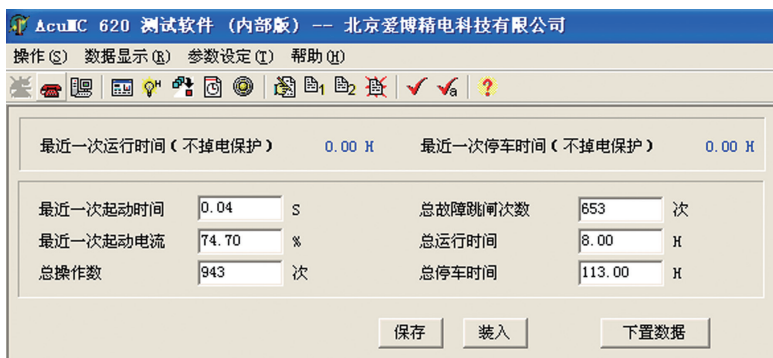 AcuMC 620 测试软件 (内部版) -- 北京爱博精电科技有限公司
操作(S) 数据显示(R) 参数设定(T) 帮助(H)
H 1 2 a ?
最近一次运行时间(不掉电保护) 0.00 H 最近一次停车时间(不掉电保护) 0.00 H
最近一次起动时间 0.04 S 总故障跳闸次数 653 次
最近一次起动电流 74.70 % 总运行时间 8.00 H
总操作数 943 次 总停车时间 113.00 H
保存 装入 下置数据